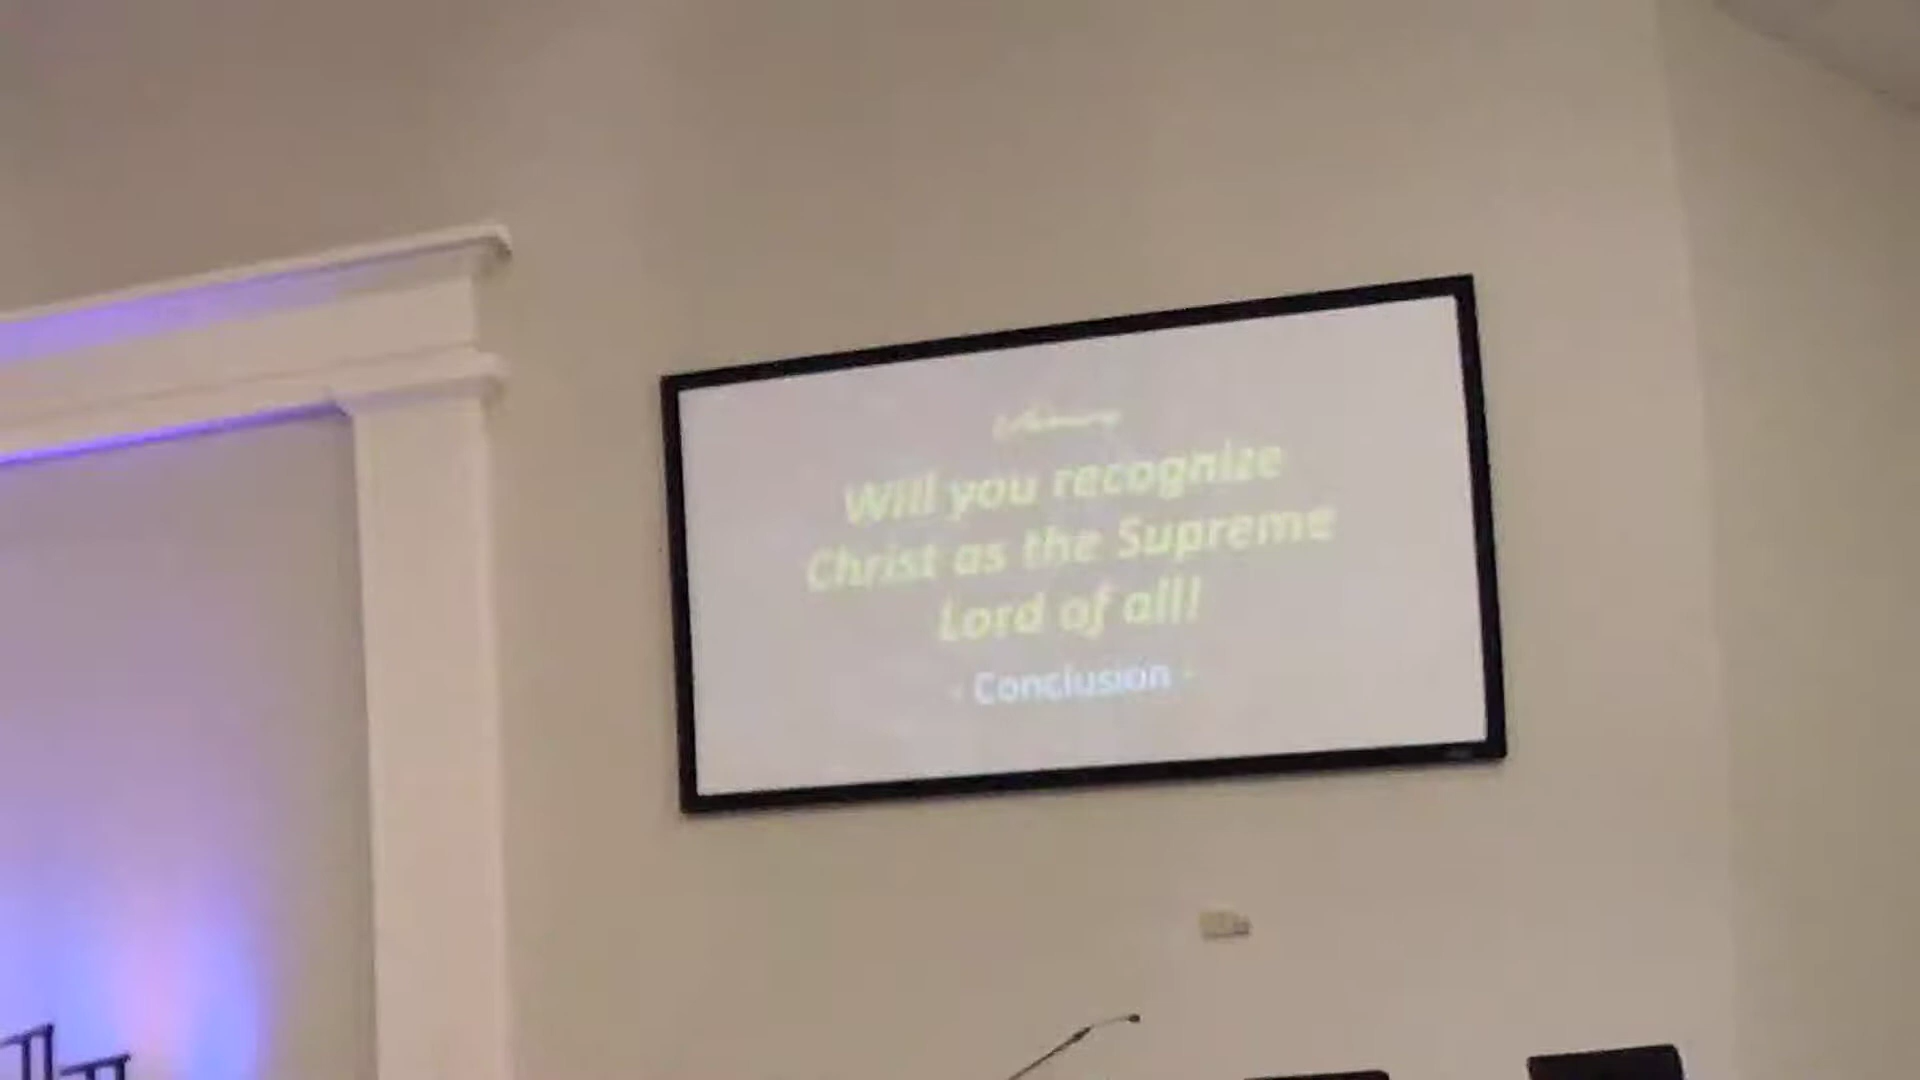 Will you recognize
Christ as the Supreme
Lord of all!
- Conclusion -